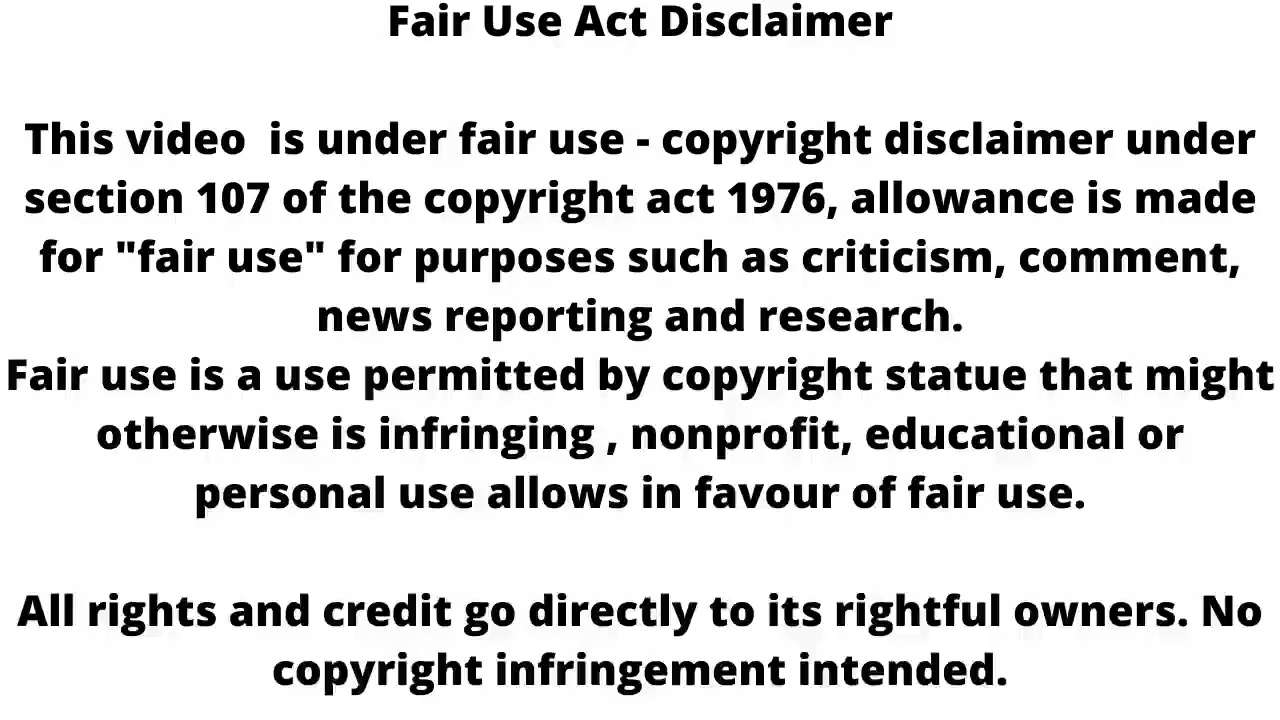 Fair Use Act Disclaimer
This video  is under fair use - copyright disclaimer under
section 107 of the copyright act 1976, allowance is made
for "fair use" for purposes such as criticism, comment,
news reporting and research.
Fair use is a use permitted by copyright statue that might
otherwise is infringing , nonprofit, educational or
personal use allows in favour of fair use.
All rights and credit go directly to its rightful owners. No
copyright infringement intended.